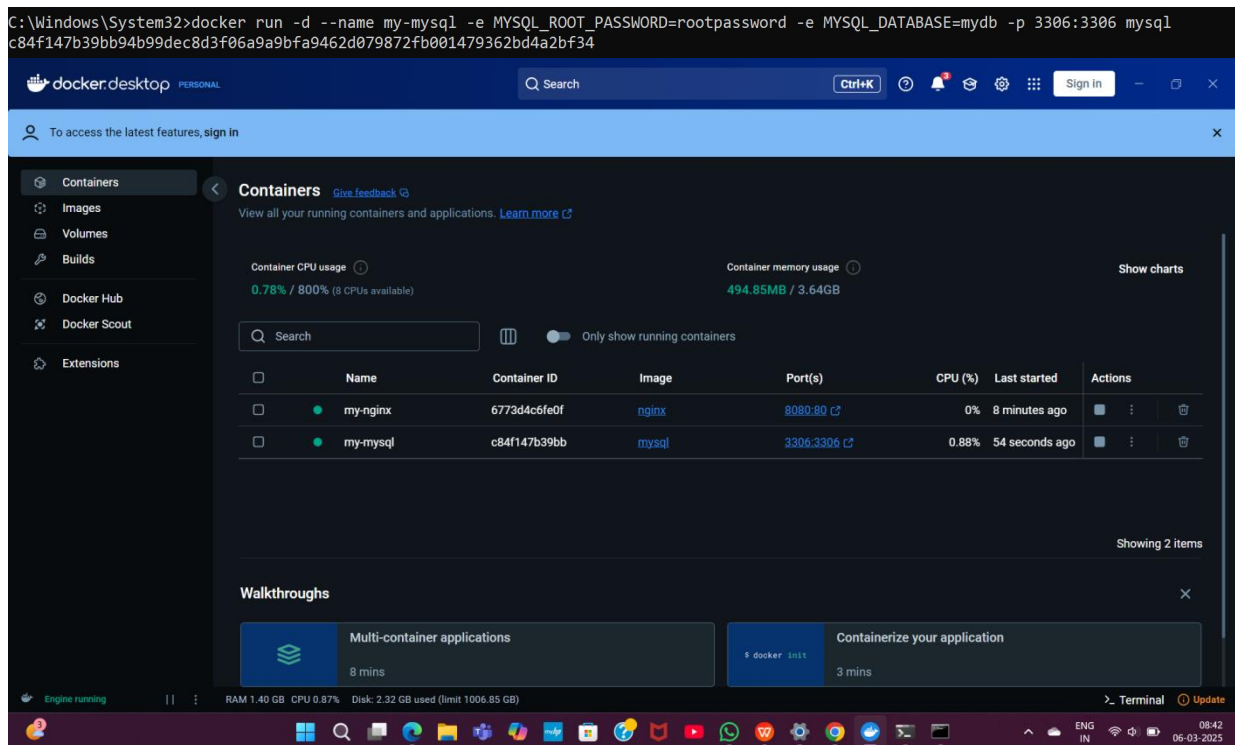 C:\Windows\System32>docker run -d --name my-mysql -e MYSQL_ROOT_PASSWORD=rootpassword -e MYSQL_DATABASE=mydb -p 3306:3306 mysql
c84f147b39bb94b99dec8d3f06a9a9bfa9462d079872fb001479362bd4a2bf34
docker.desktop PERSONAL Search Ctrl+K 3 Sign in
To access the latest features, sign in
Containers
Images
Volumes
Builds
Docker Hub
Docker Scout
Extensions
Containers Give feedback
View all your running containers and applications. Learn more
Container CPU usage Container memory usage Show charts
0.78% / 800% (8 CPUs available) 494.85MB / 3.64GB
Search Only show running containers
Name Container ID Image Port(s) CPU (%) Last started Actions
my-nginx 6773d4c6fe0f nginx 8080:80 0% 8 minutes ago
my-mysql c84f147b39bb mysql 3306:3306 0.88% 54 seconds ago
Showing 2 items
Walkthroughs
Multi-container applications
8 mins
$ docker init
Containerize your application
3 mins
Engine running RAM 1.40 GB CPU 0.87% Disk: 2.32 GB used (limit 1006.85 GB) Terminal Update
3 ENG 08:42
IN 06-03-2025